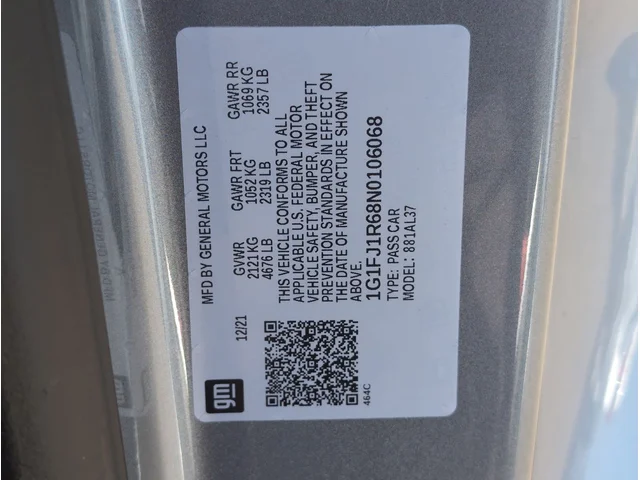 gm
12/21
MFD BY GENERAL MOTORS LLC
GVWR GAWR FRT GAWR RR
2121 KG 1052 KG 1069 KG
4676 LB 2319 LB 2357 LB
THIS VEHICLE CONFORMS TO ALL
APPLICABLE U.S. FEDERAL MOTOR
VEHICLE SAFETY, BUMPER, AND THEFT
PREVENTION STANDARDS IN EFFECT ON
THE DATE OF MANUFACTURE SHOWN
ABOVE.
1G1FJ1R68N0106068
TYPE: PASS CAR
MODEL: 881AL37
464C